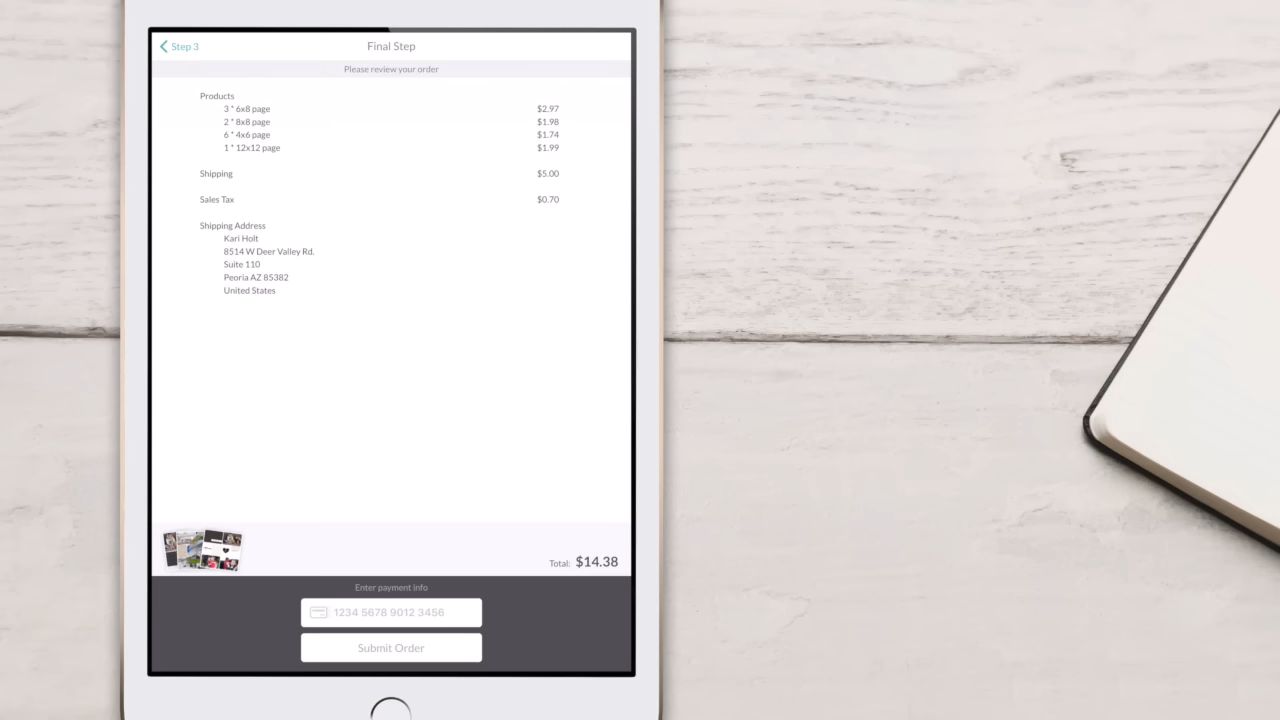 Step 3
Final Step
Please review your order
Products
3 * 6x8 page $2.97
2 * 8x8 page $1.98
6 * 4x6 page $1.74
1 * 12x12 page $1.99
Shipping $5.00
Sales Tax $0.70
Shipping Address
Kari Holt
8514 W Deer Valley Rd.
Suite 110
Peoria AZ 85382
United States
Total: $14.38
Enter payment info
1234 5678 9012 3456
Submit Order